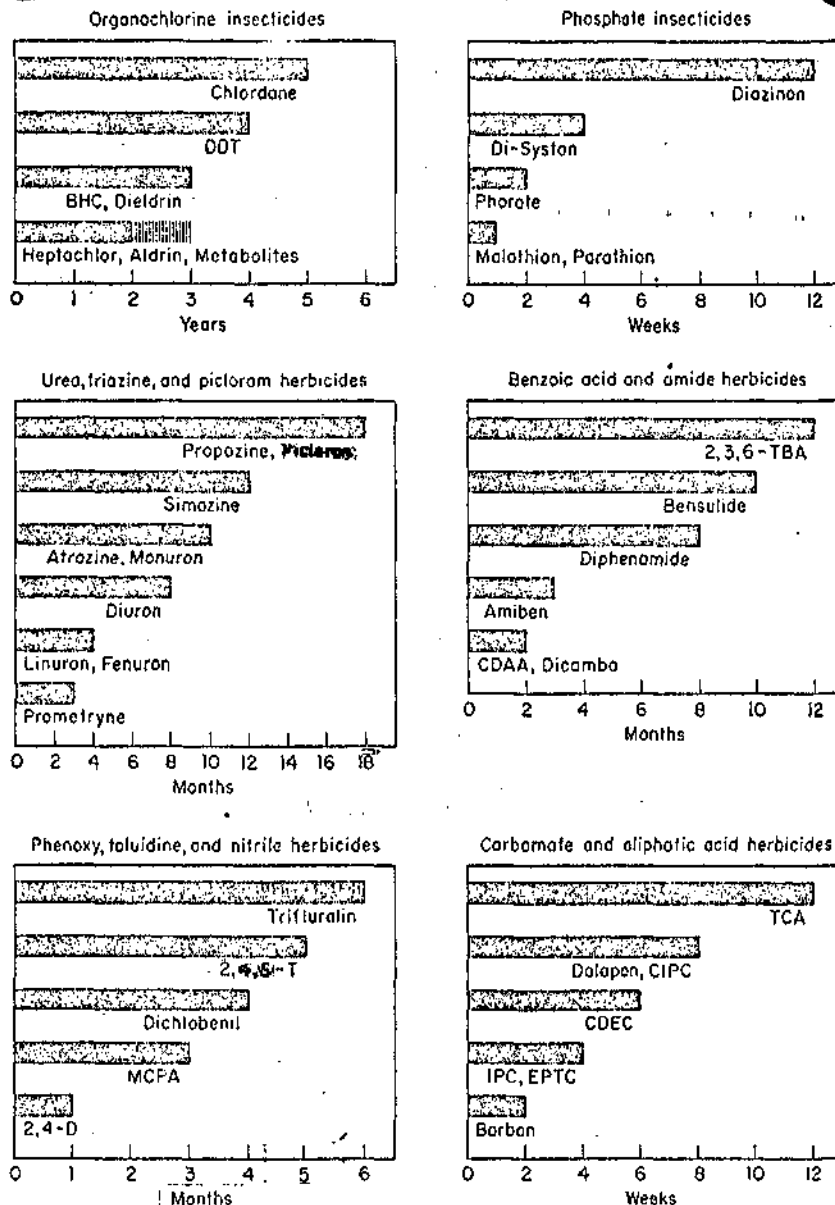 Organochlorine insecticides
Chlordane
DDT
BHC, Dieldrin
Heptachlor, Aldrin, Metabolites
0 1 2 3 4 5 6
Years
Phosphate insecticides
Diazinon
Di-Syston
Phorate
Malathion, Parathion
0 2 4 6 8 10 12
Weeks
Urea, triazine, and picloram herbicides
Propazine,
Simazine
Atrazine, Monuron
Diuron
Linuron, Fenuron
Prometryne
0 2 4 6 8 10 12 14 16 18
Months
Benzoic acid and amide herbicides
2,3,6-TBA
Bensulide
Diphenamide
Amiben
CDAA, Dicamba
0 2 4 6 8 10 12
Months
Phenoxy, toluidine, and nitrile herbicides
Trifluralin
2,4,5-T
Dichlobenil
MCPA
2,4-D
0 1 2 3 4 5 6
Months
Carbamate and aliphatic acid herbicides
TCA
Dalapon, CIPC
CDEC
IPC, EPTC
Barban
0 2 4 6 8 10 12
Weeks